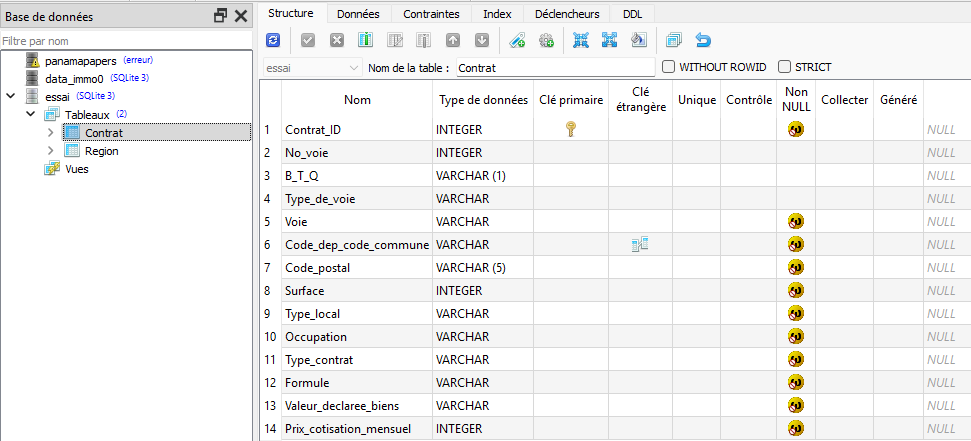 Base de données
Filtre par nom
panamapapers (erreur)
data_immo0 (SQLite 3)
essai (SQLite 3)
Tableaux (2)
Contrat
Region
Vues
Structure Données Contraintes Index Déclencheurs DDL
essai Nom de la table : Contrat WITHOUT ROWID STRICT
Nom Type de données Clé primaire Clé étrangère Unique Contrôle Non NULL Collecter Généré
1 Contrat_ID INTEGER NULL
2 No_voie INTEGER NULL
3 B_T_Q VARCHAR (1) NULL
4 Type_de_voie VARCHAR NULL
5 Voie VARCHAR NULL
6 Code_dep_code_commune VARCHAR NULL
7 Code_postal VARCHAR (5) NULL
8 Surface INTEGER NULL
9 Type_local VARCHAR NULL
10 Occupation VARCHAR NULL
11 Type_contrat VARCHAR NULL
12 Formule VARCHAR NULL
13 Valeur_declaree_biens VARCHAR NULL
14 Prix_cotisation_mensuel INTEGER NULL